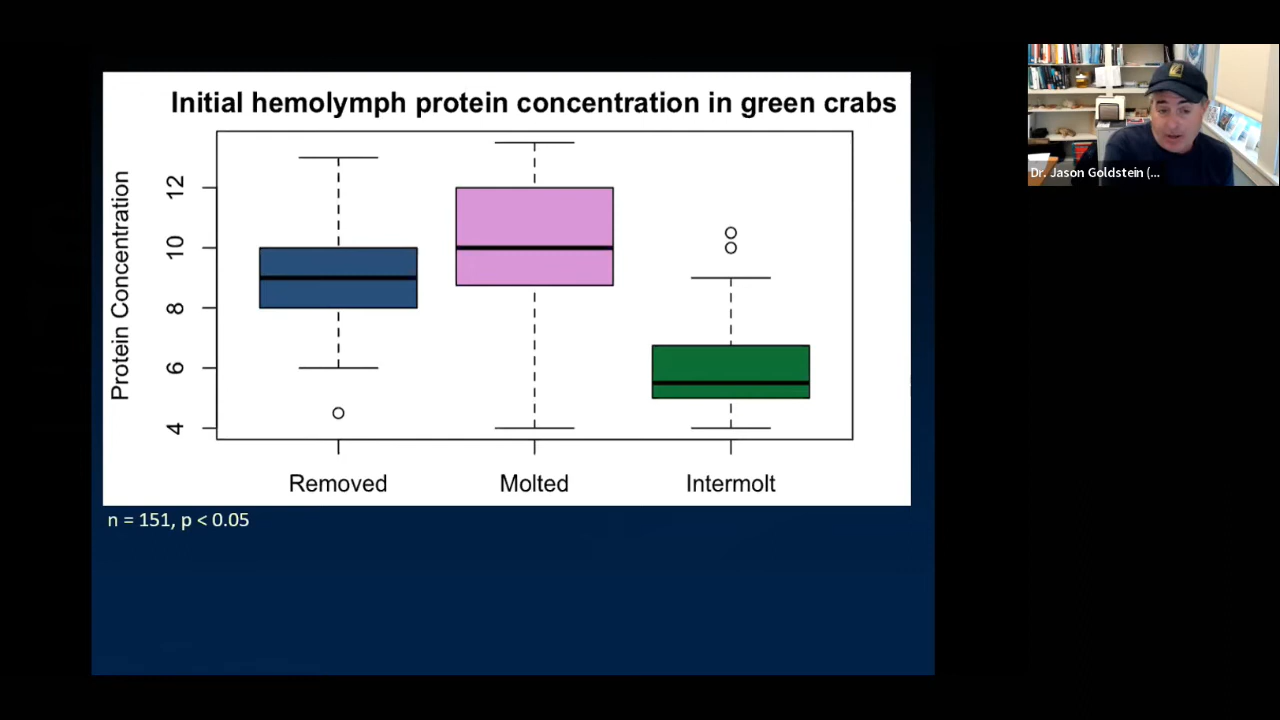 Initial hemolymph protein concentration in green crabs
Protein Concentration
12
10
8
6
4
Removed Molted Intermolt
n = 151, p < 0.05
Dr. Jason Goldstein (...